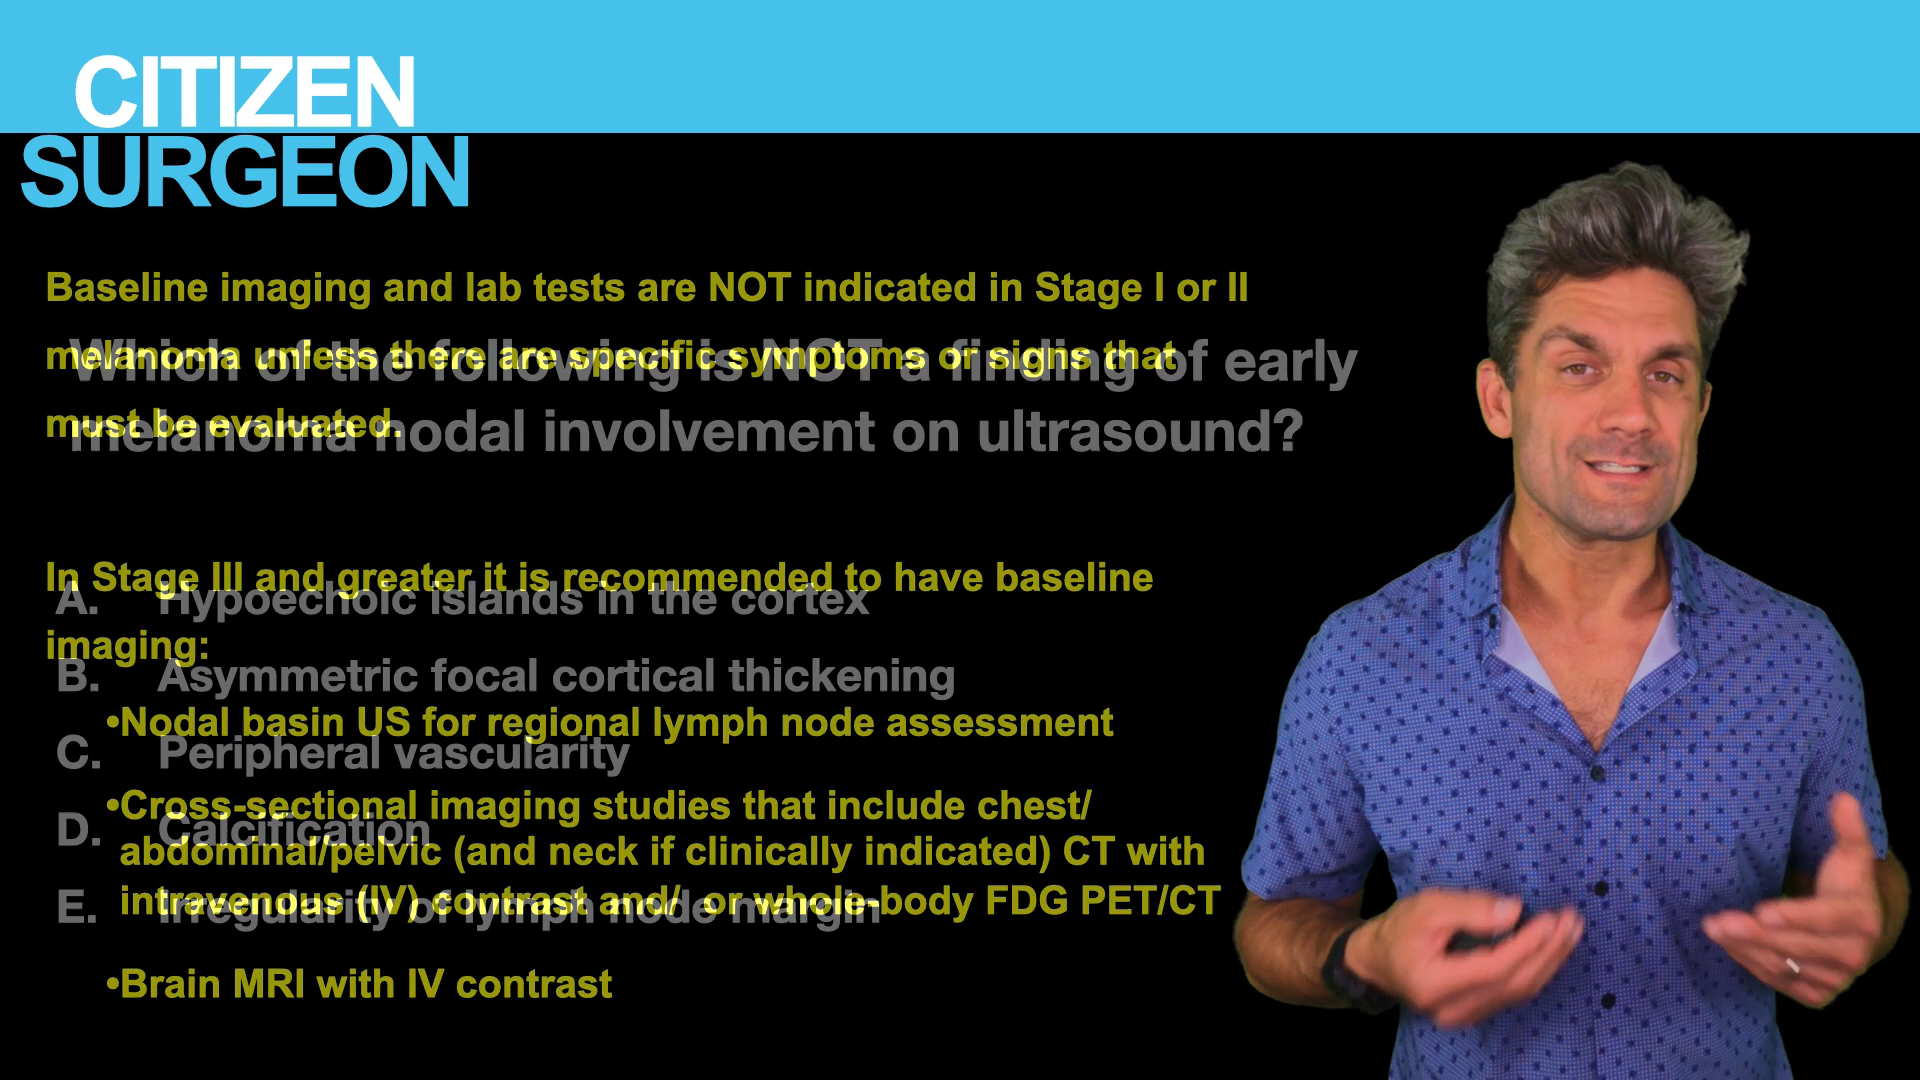 CITIZEN
SURGEON
Baseline imaging and lab tests are NOT indicated in Stage I or II
melanoma unless there are specific symptoms or signs that
must be evaluated.
Which of the following is NOT a finding of early
melanoma nodal involvement on ultrasound?
In Stage III and greater it is recommended to have baseline
imaging:
•Nodal basin US for regional lymph node assessment
•Cross-sectional imaging studies that include chest/
abdominal/pelvic (and neck if clinically indicated) CT with
intravenous (IV) contrast and/ or whole-body FDG PET/CT
•Brain MRI with IV contrast
A. Hypoechoic islands in the cortex
B. Asymmetric focal cortical thickening
C. Peripheral vascularity
D. Calcification
E. Irregularity of lymph node margin